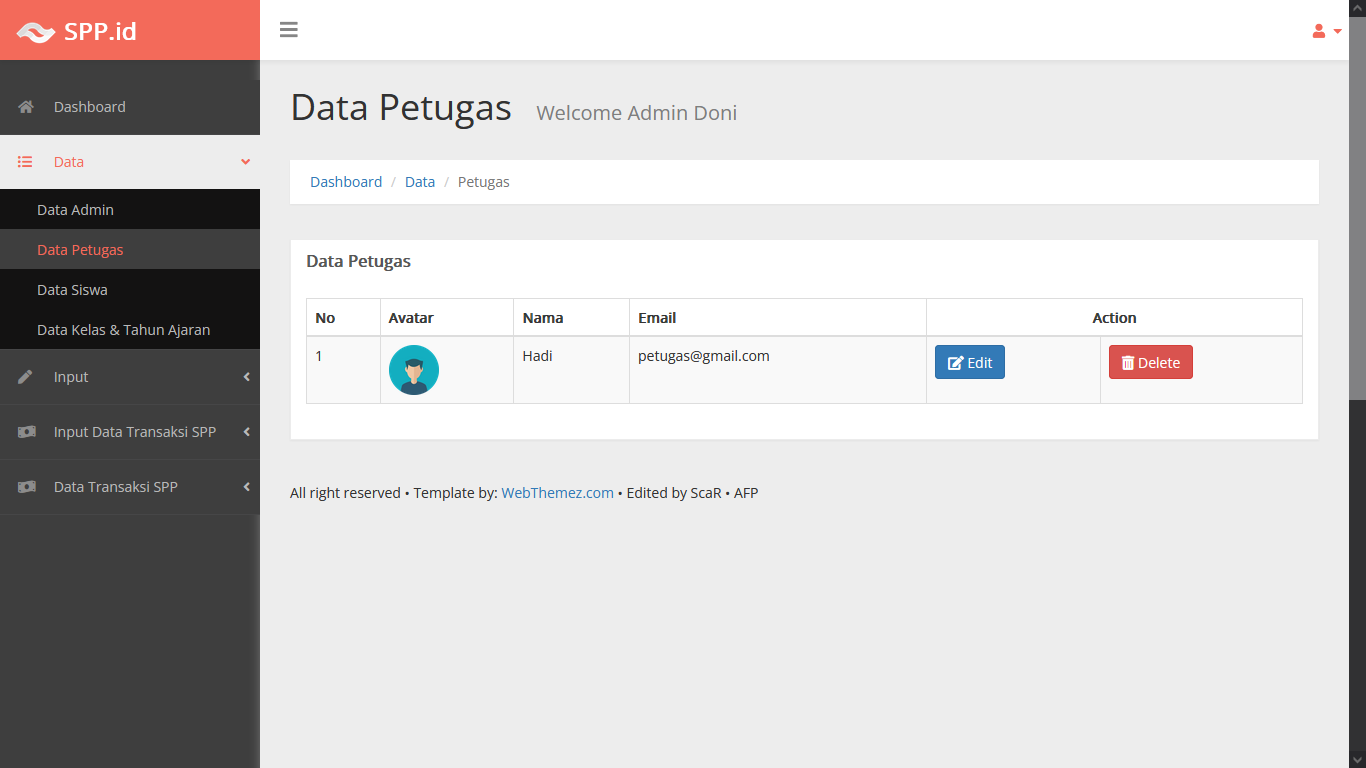 SPP.id
Dashboard
Data
Data Admin
Data Petugas
Data Siswa
Data Kelas & Tahun Ajaran
Input
Input Data Transaksi SPP
Data Transaksi SPP
Data Petugas Welcome Admin Doni
Dashboard / Data / Petugas
Data Petugas
No Avatar Nama Email Action
1 Hadi petugas@gmail.com Edit Delete
All right reserved • Template by: WebThemez.com • Edited by ScaR • AFP